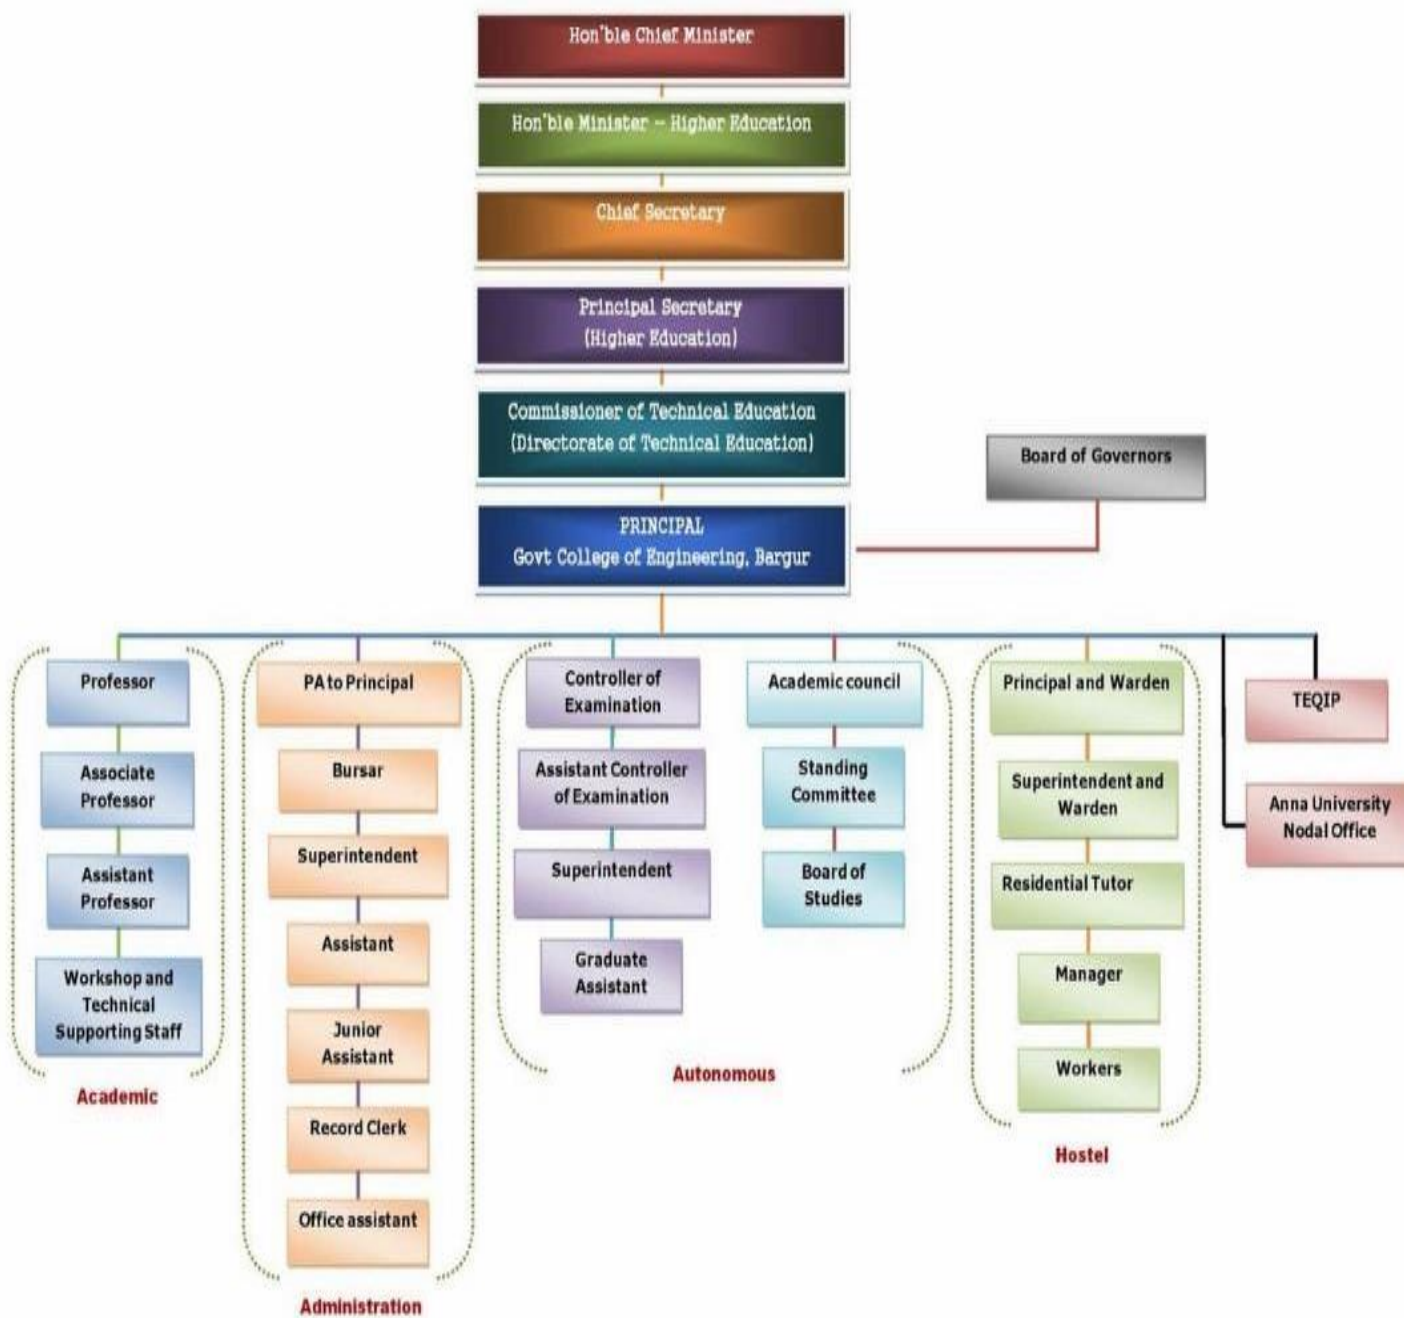 Hon'ble Chief Minister
Hon'ble Minister – Higher Education
Chief Secretary
Principal Secretary
(Higher Education)
Commissioner of Technical Education
(Directorate of Technical Education)
Board of Governors
PRINCIPAL
Govt College of Engineering, Bargur
Professor
Associate
Professor
Assistant
Professor
Workshop and
Technical
Supporting Staff
Academic
PA to Principal
Bursar
Superintendent
Assistant
Junior
Assistant
Record Clerk
Office assistant
Administration
Controller of
Examination
Assistant Controller
of Examination
Superintendent
Graduate
Assistant
Academic council
Standing
Committee
Board of
Studies
Autonomous
Principal and Warden
Superintendent and
Warden
Residential Tutor
Manager
Workers
Hostel
TEQIP
Anna University
Nodal Office